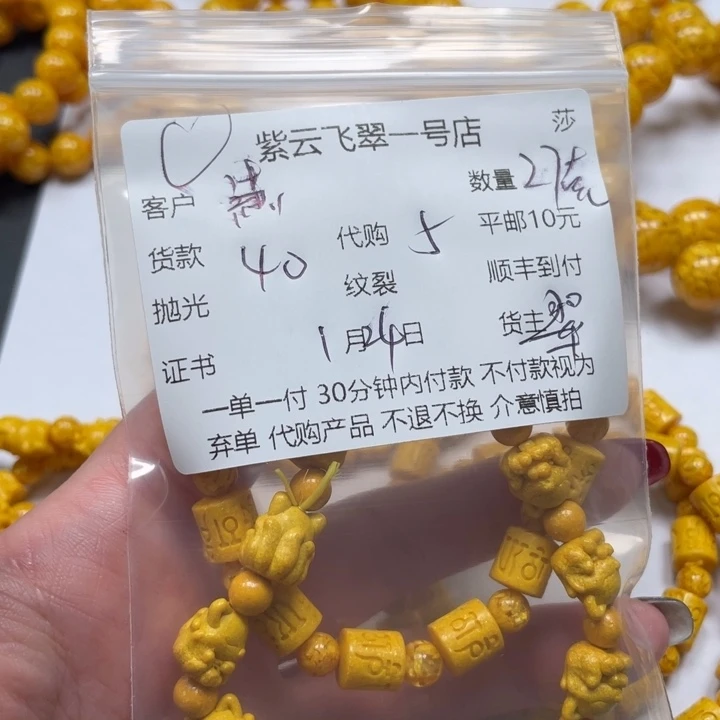 紫云飞翠一号店 莎
客户 数量
货款 40 代购 5 平邮10元
抛光 纹裂 顺丰到付
证书 1月24日 货主
一单一付 30分钟内付款 不付款视为
弃单 代购产品 不退不换 介意慎拍